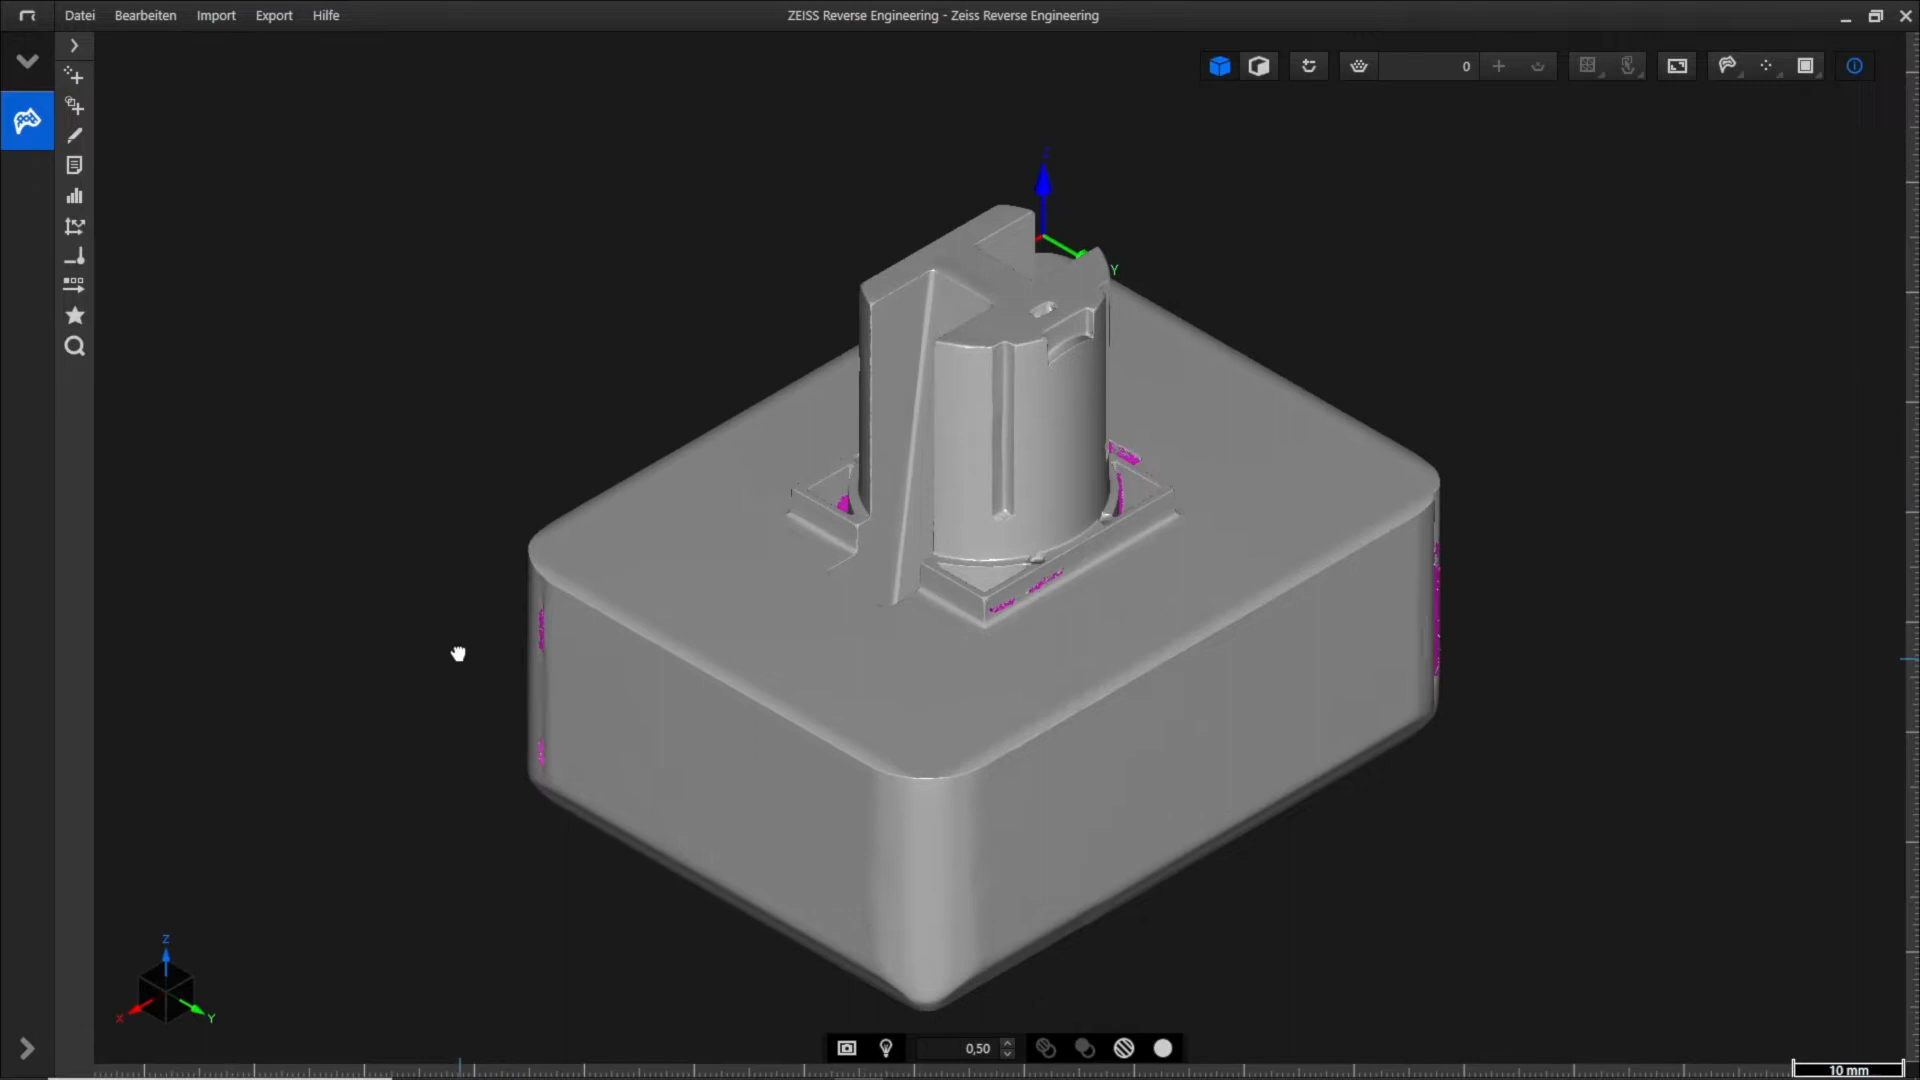 Datei Bearbeiten Import Export Hilfe
ZEISS Reverse Engineering - Zeiss Reverse Engineering
0
Y
Z
X
Y
0,50
10 mm